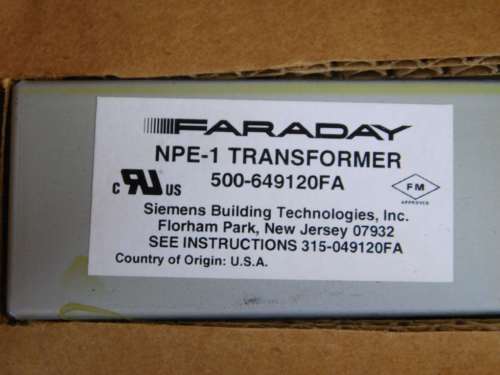 FARADAY
NPE-1 TRANSFORMER
500-649120FA
C UR US
FM
APPROVED
Siemens Building Technologies, Inc.
Florham Park, New Jersey 07932
SEE INSTRUCTIONS 315-049120FA
Country of Origin: U.S.A.